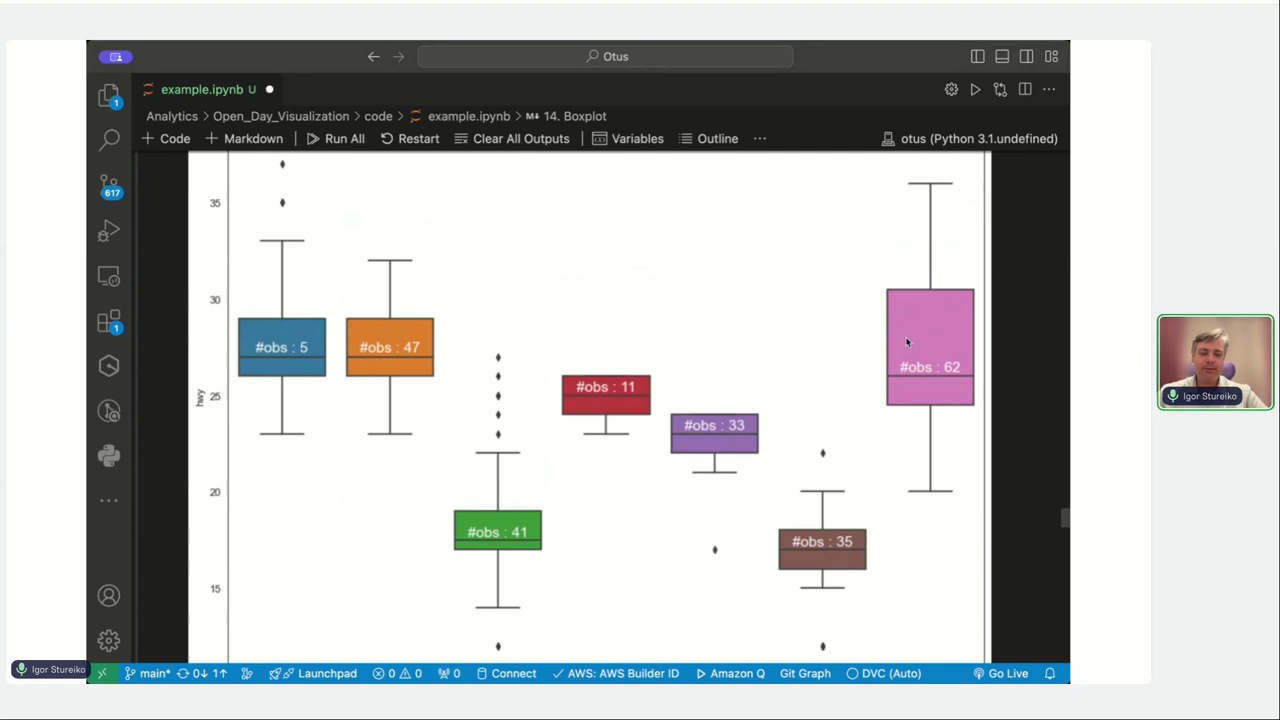 Otus
example.ipynb U
Analytics > Open_Day_Visualization > code > example.ipynb > M↓ 14. Boxplot
+ Code + Markdown Run All Restart Clear All Outputs Variables Outline ... otus (Python 3.1.undefined)
1
617
1
35
30
25
20
15
hwy
#obs : 5
#obs : 47
#obs : 41
#obs : 11
#obs : 33
#obs : 35
#obs : 62
Igor Stureiko
Igor Stureiko
main* 0↓ 1↑ Launchpad 0 0 0 Connect AWS: AWS Builder ID Amazon Q Git Graph DVC (Auto) Go Live